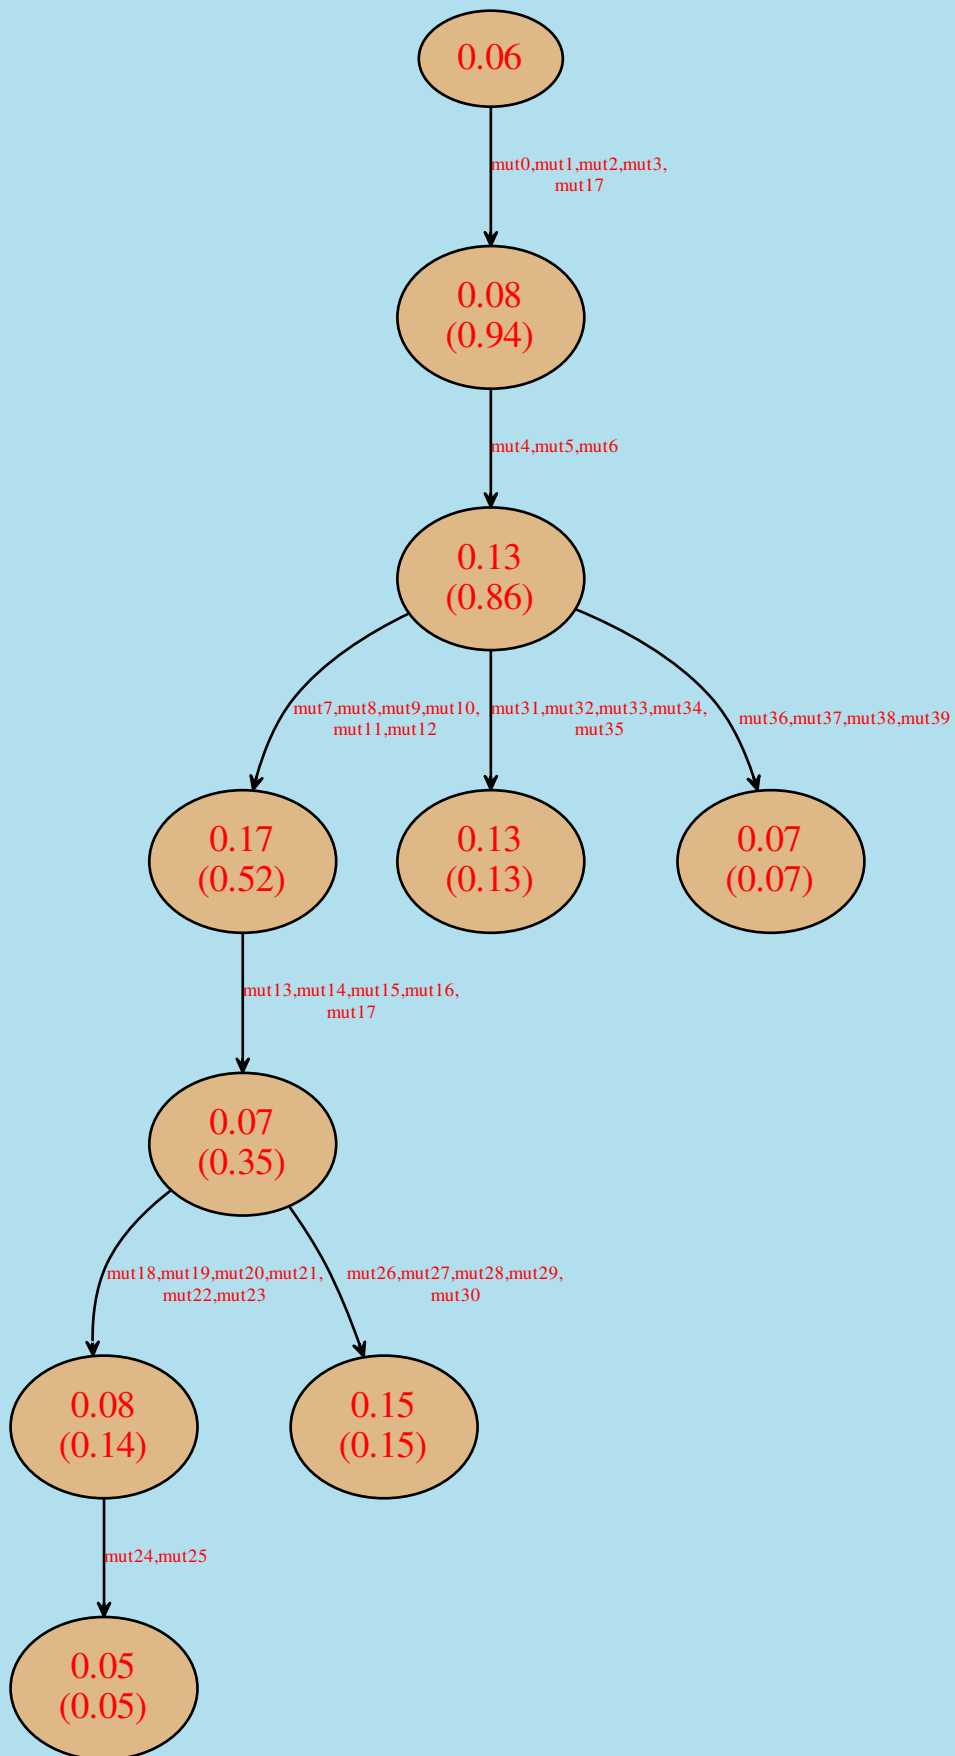 0.06
mut0,mut1,mut2,mut3,
mut17
0.08
(0.94)
mut4,mut5,mut6
0.13
(0.86)
mut7,mut8,mut9,mut10,
mut11,mut12
mut31,mut32,mut33,mut34,
mut35
mut36,mut37,mut38,mut39
0.17
(0.52)
0.13
(0.13)
0.07
(0.07)
mut13,mut14,mut15,mut16,
mut17
0.07
(0.35)
mut18,mut19,mut20,mut21,
mut22,mut23
mut26,mut27,mut28,mut29,
mut30
0.08
(0.14)
0.15
(0.15)
mut24,mut25
0.05
(0.05)